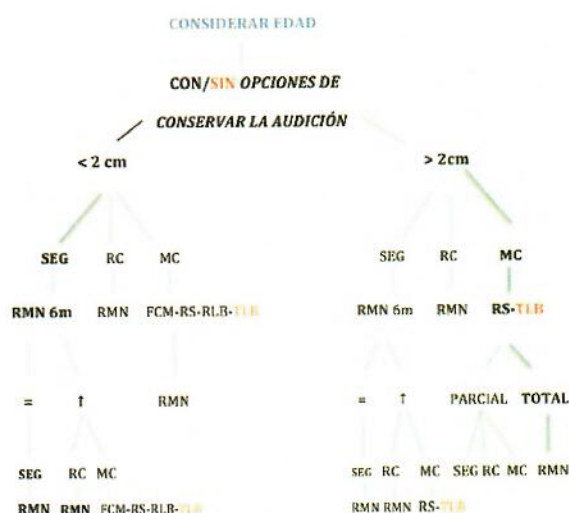 CONSIDERAR EDAD
CON/SIN OPCIONES DE
CONSERVAR LA AUDICIÓN
< 2 cm > 2cm
SEG RC MC SEG RC MC
RMN 6m RMN FCM-RS-RLB-TLB RMN 6m RMN RS-TLB
= ↑ RMN = ↑ PARCIAL TOTAL
SEG RC MC SEG RC MC SEG RC MC RMN
RMN RMN FCM-RS-RLB-TLB RMN RMN RS-TLB